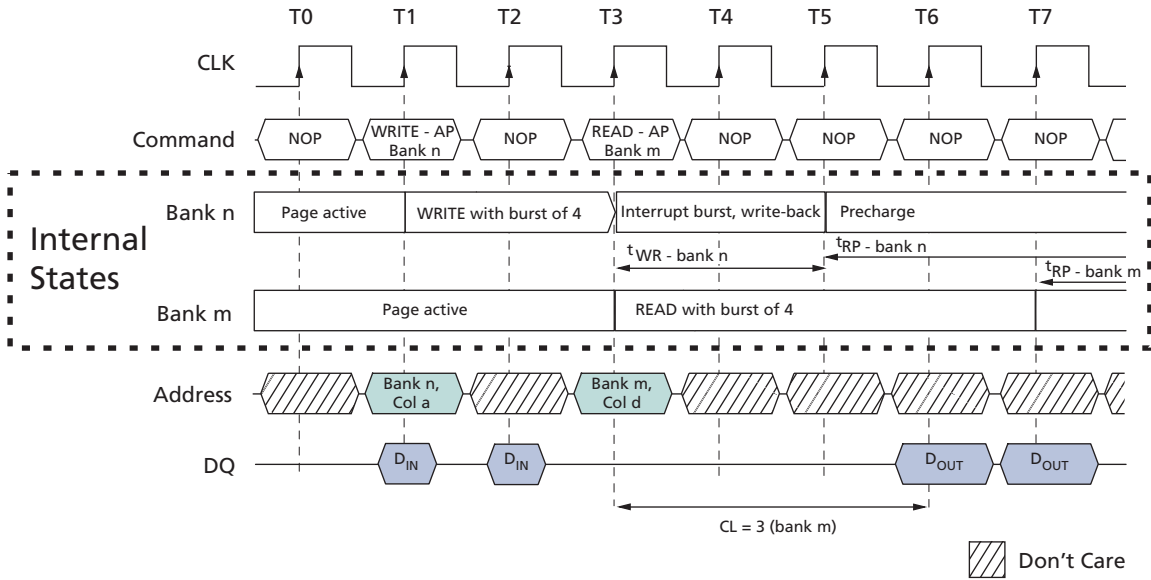 T0 T1 T2 T3 T4 T5 T6 T7
CLK
Command NOP WRITE - AP Bank n NOP READ - AP Bank m NOP NOP NOP NOP
Internal States
Bank n Page active WRITE with burst of 4 Interrupt burst, write-back Precharge
tWR - bank n tRP - bank n
tRP - bank m
Bank m Page active READ with burst of 4
Address Bank n, Col a Bank m, Col d
DQ DIN DIN DOUT DOUT
CL = 3 (bank m)
Don't Care